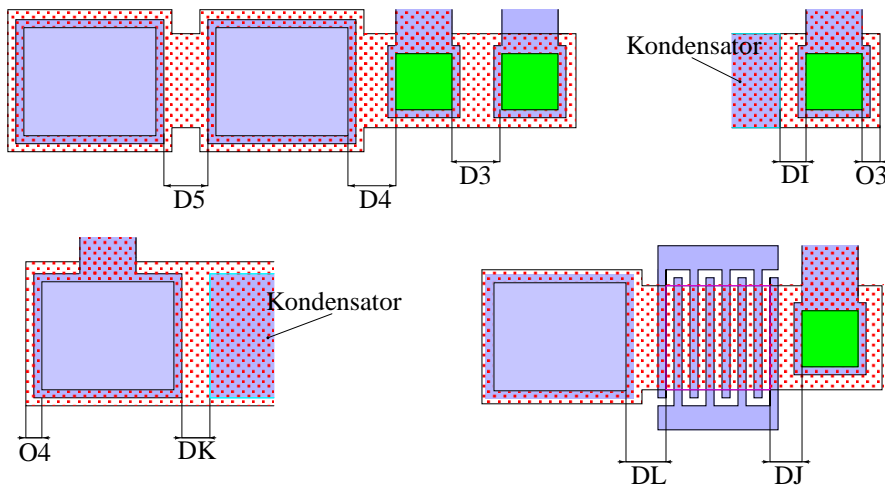 Kondensator
D5
D4
D3
DI
O3
Kondensator
O4
DK
DL
DJ